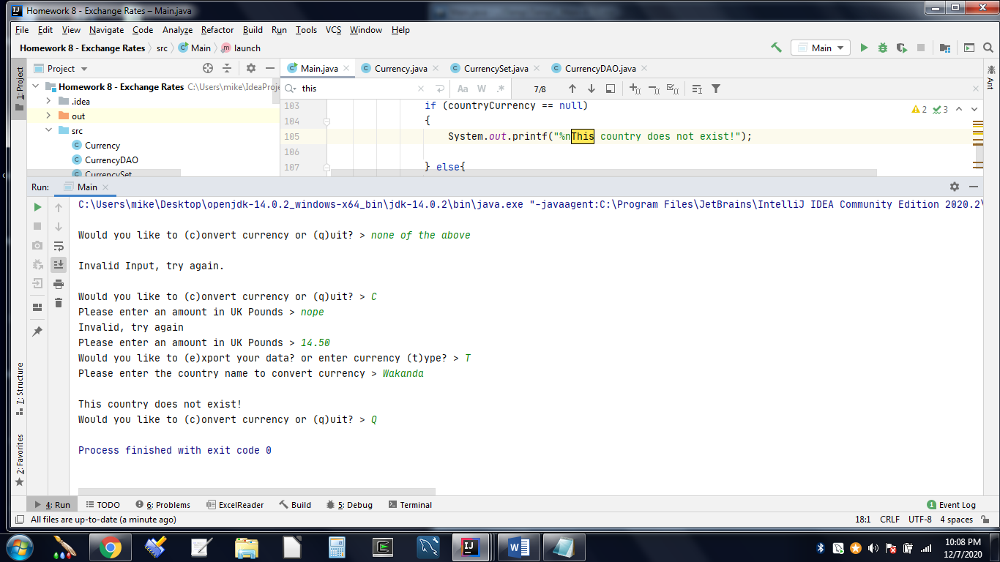 Homework 8 - Exchange Rates – Main.java
File Edit View Navigate Code Analyze Refactor Build Run Tools VCS Window Help
Homework 8 - Exchange Rates src Main launch Main
Project Main.java Currency.java CurrencySet.java CurrencyDAO.java
1: Project
Ant
Homework 8 - Exchange Rates C:\Users\mike\IdeaProje
.idea
out
src
Currency
CurrencyDAO
CurrencySet
this Aa W .* 7/8
2 3
103 if (countryCurrency == null)
104 {
105 System.out.printf("%nThis country does not exist!");
106
107 } else{
Run: Main
C:\Users\mike\Desktop\openjdk-14.0.2_windows-x64_bin\jdk-14.0.2\bin\java.exe "-javaagent:C:\Program Files\JetBrains\IntelliJ IDEA Community Edition 2020.2\
Would you like to (c)onvert currency or (q)uit? > none of the above
Invalid Input, try again.
Would you like to (c)onvert currency or (q)uit? > C
Please enter an amount in UK Pounds > nope
Invalid, try again
Please enter an amount in UK Pounds > 14.50
Would you like to (e)xport your data? or enter currency (t)ype? > T
Please enter the country name to convert currency > Wakanda
This country does not exist!
Would you like to (c)onvert currency or (q)uit? > Q
Process finished with exit code 0
7: Structure
2: Favorites
4: Run TODO 6: Problems ExcelReader Build 5: Debug Terminal 1 Event Log
All files are up-to-date (a minute ago) 18:1 CRLF UTF-8 4 spaces
10:08 PM
12/7/2020